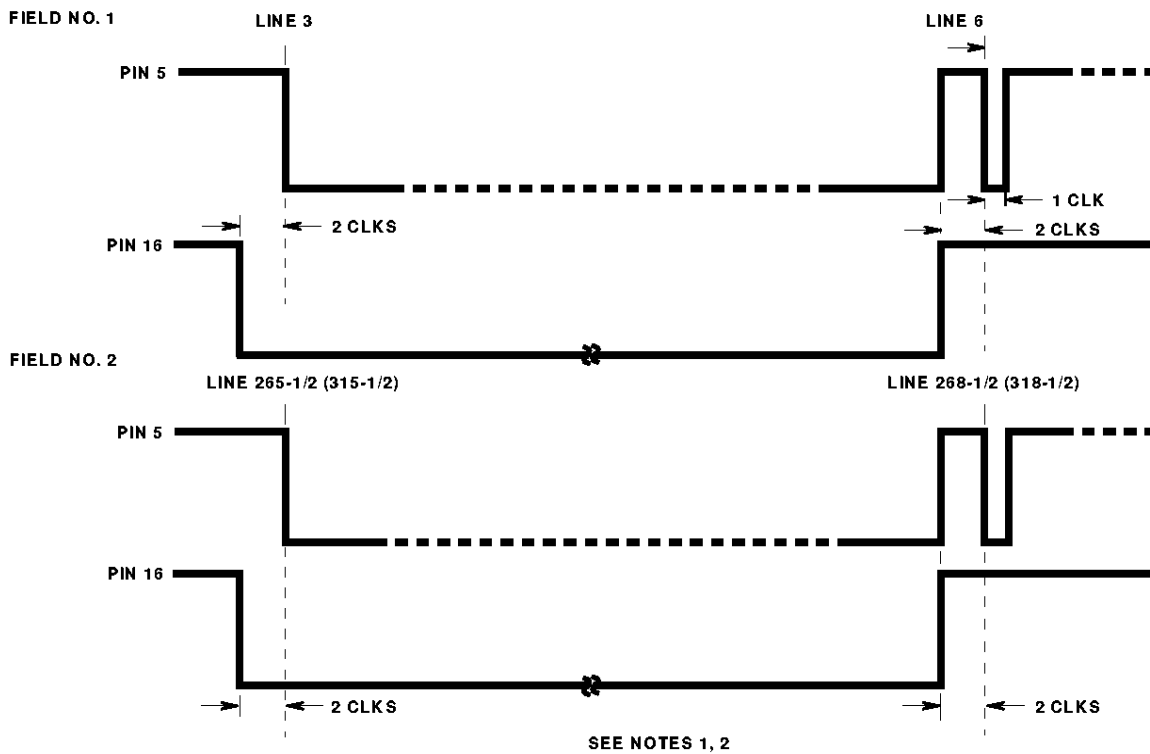 FIELD NO. 1
LINE 3
LINE 6
PIN 5
1 CLK
2 CLKS
2 CLKS
PIN 16
FIELD NO. 2
LINE 265-1/2 (315-1/2)
LINE 268-1/2 (318-1/2)
PIN 5
PIN 16
2 CLKS
2 CLKS
SEE NOTES 1, 2